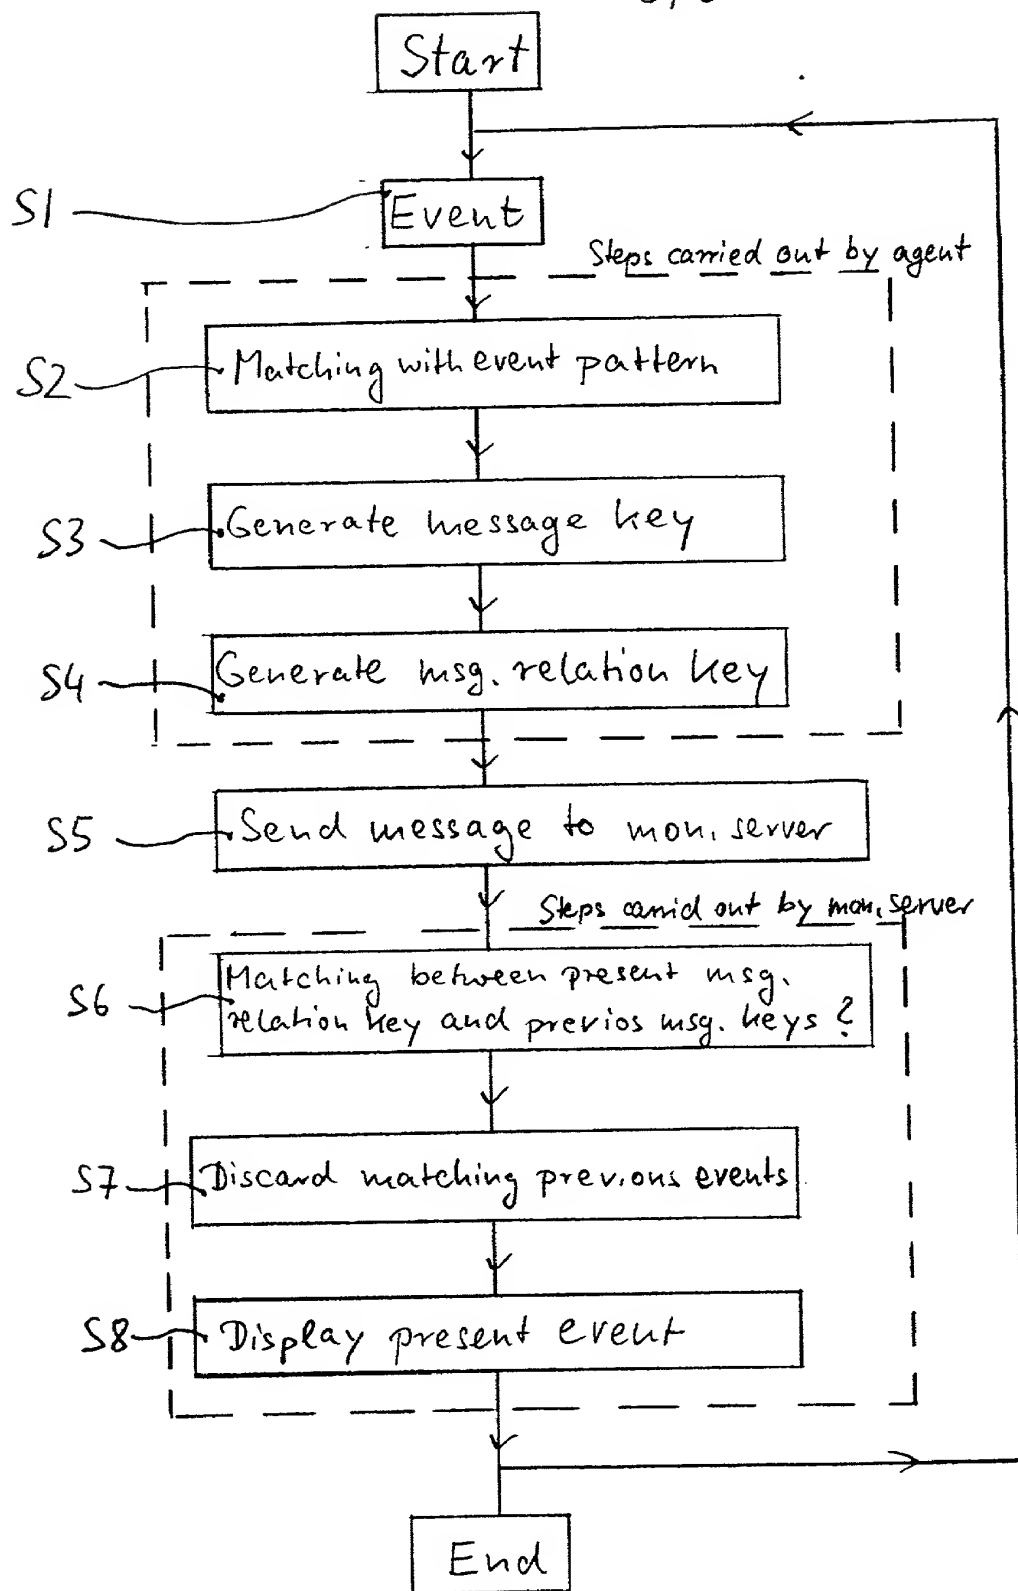 Start
S1
Event
Steps carried out by agent
S2
Matching with event pattern
S3
Generate message key
S4
Generate msg. relation key
S5
Send message to mon. server
Steps carrid out by mon. server
S6
Matching between present msg.
relation key and previos msg. keys ?
S7
Discard matching previous events
S8
Display present event
End